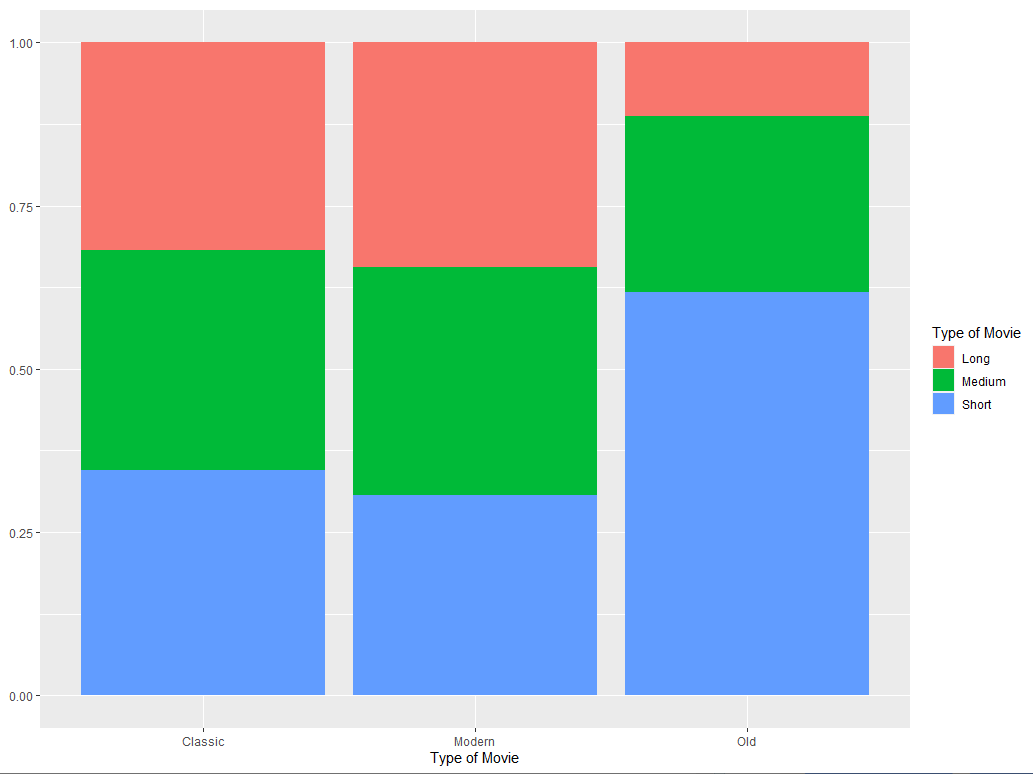 1.00
0.75
0.50
0.25
0.00
Classic
Modern
Old
Type of Movie
Type of Movie
Long
Medium
Short